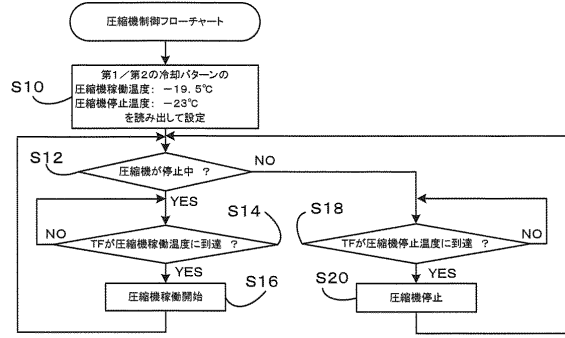 圧縮機制御フローチャート
S10
第1/第2の冷却パターンの
圧縮機稼働温度: -19.5℃
圧縮機停止温度: -23℃
を読み出して設定
S12
圧縮機が停止中 ?
NO
YES
S14
S18
NO
TFが圧縮機稼働温度に到達 ?
TFが圧縮機停止温度に到達 ?
NO
YES
YES
圧縮機稼働開始
S16
S20
圧縮機停止